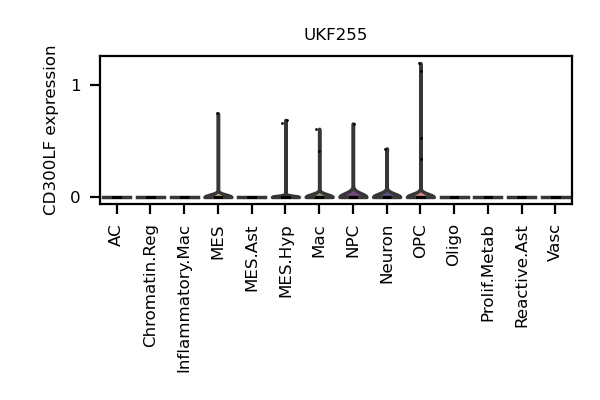 UKF255
CD300LF expression
1
0
AC
Chromatin.Reg
Inflammatory.Mac
MES
MES.Ast
MES.Hyp
Mac
NPC
Neuron
OPC
Oligo
Prolif.Metab
Reactive.Ast
Vasc